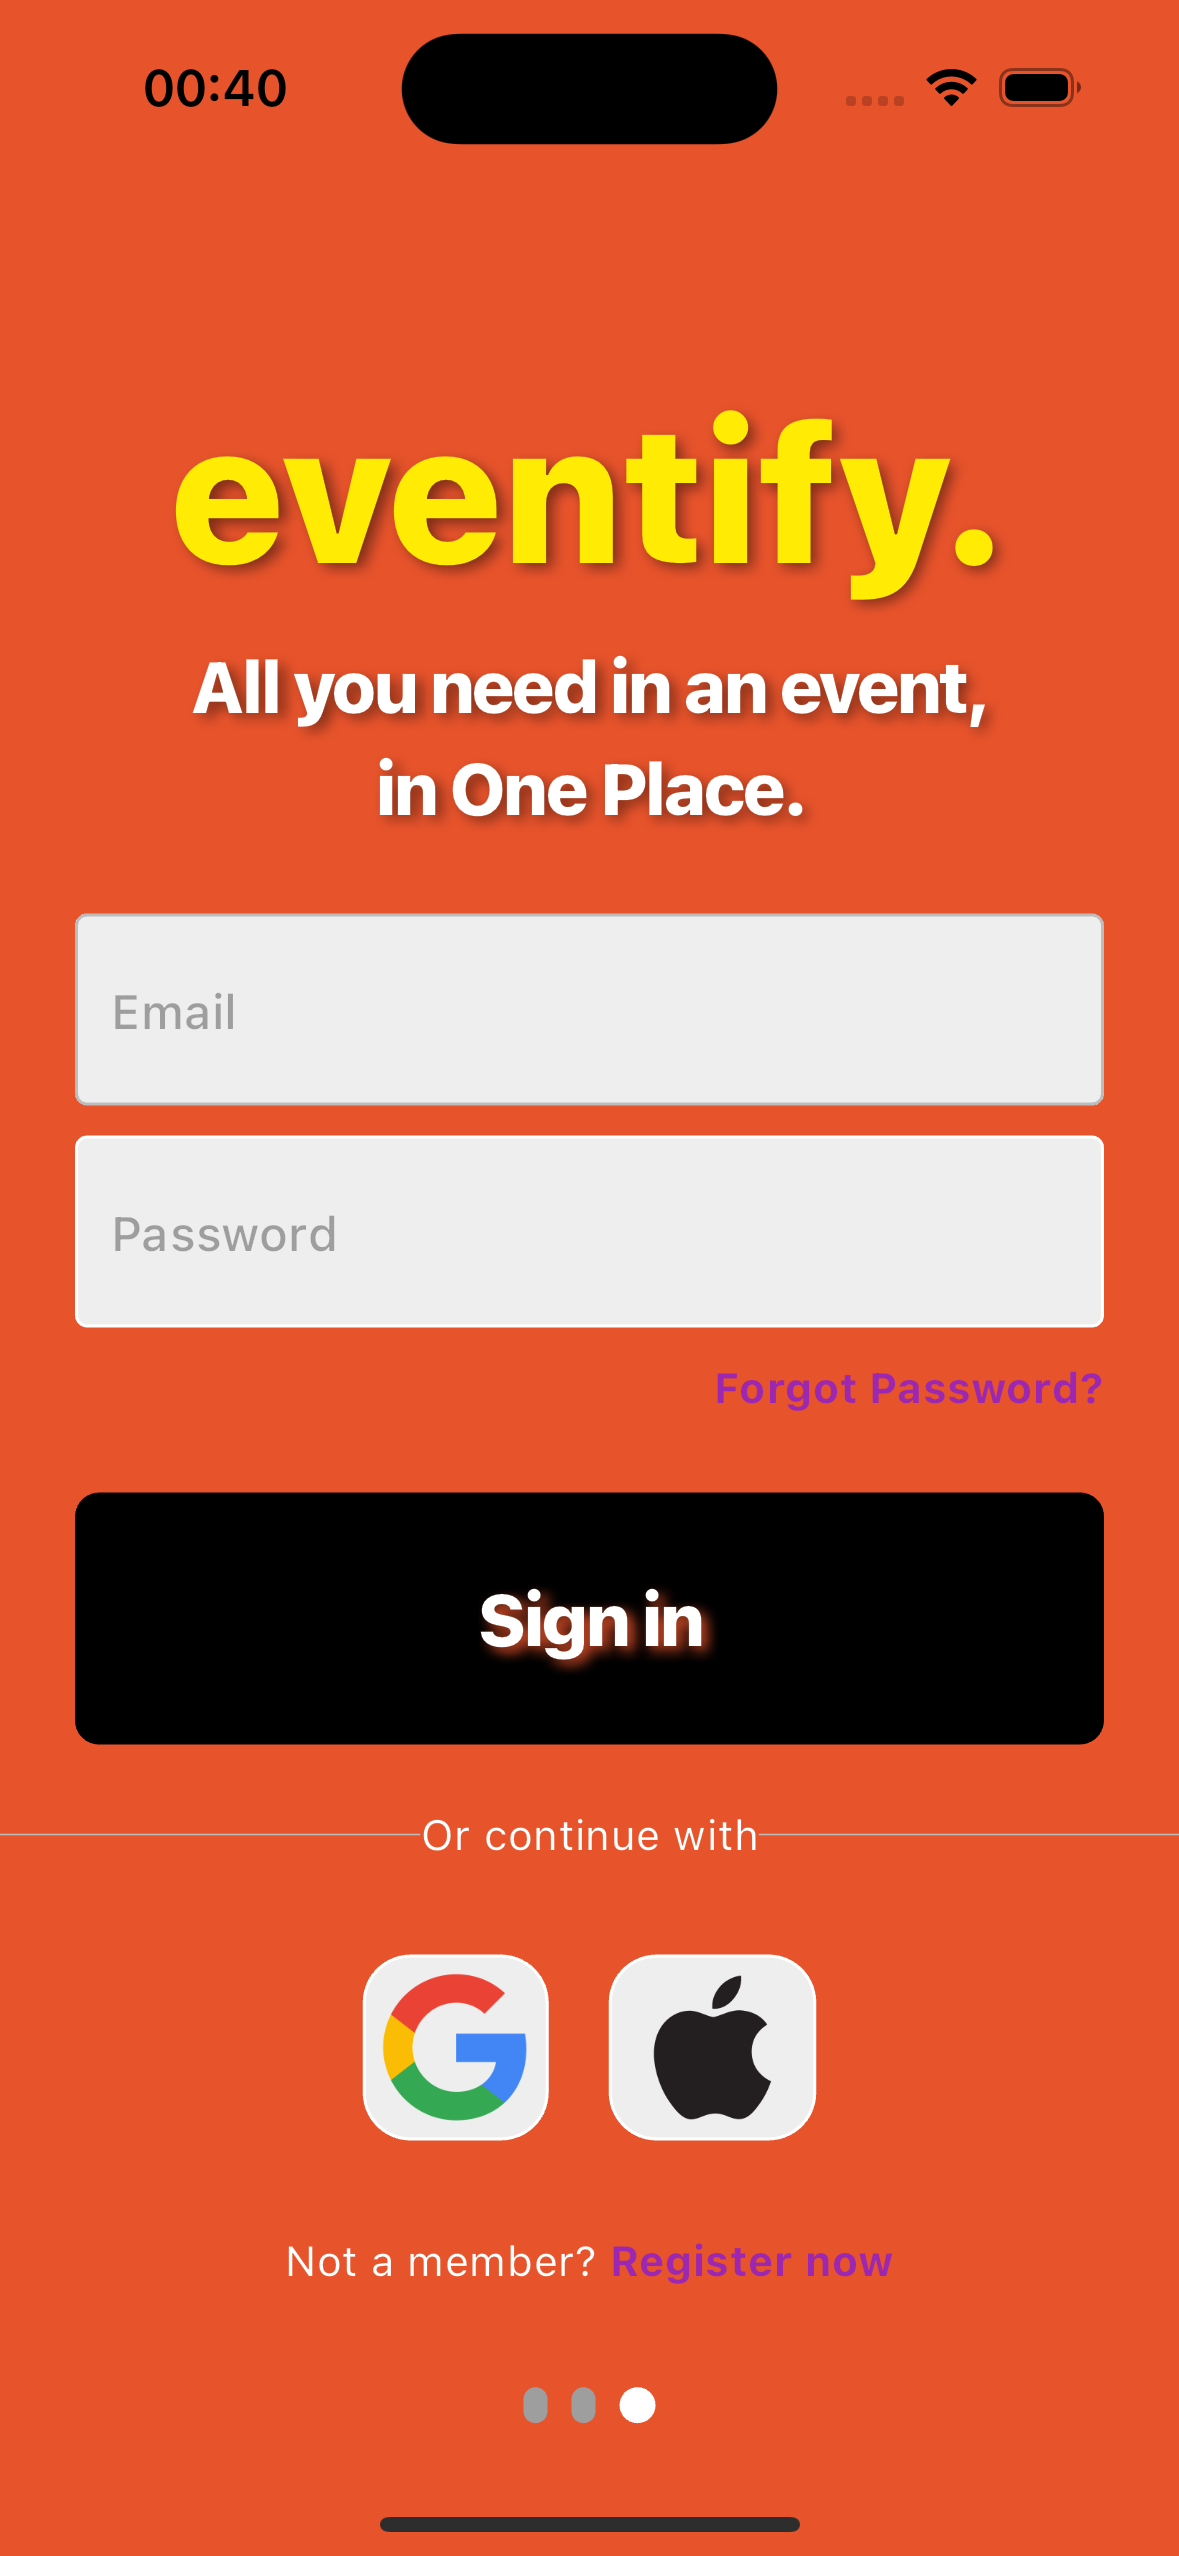 00:40
eventify.
All you need in an event,
in One Place.
Email
Password
Forgot Password?
Sign in
Or continue with
Not a member? Register now